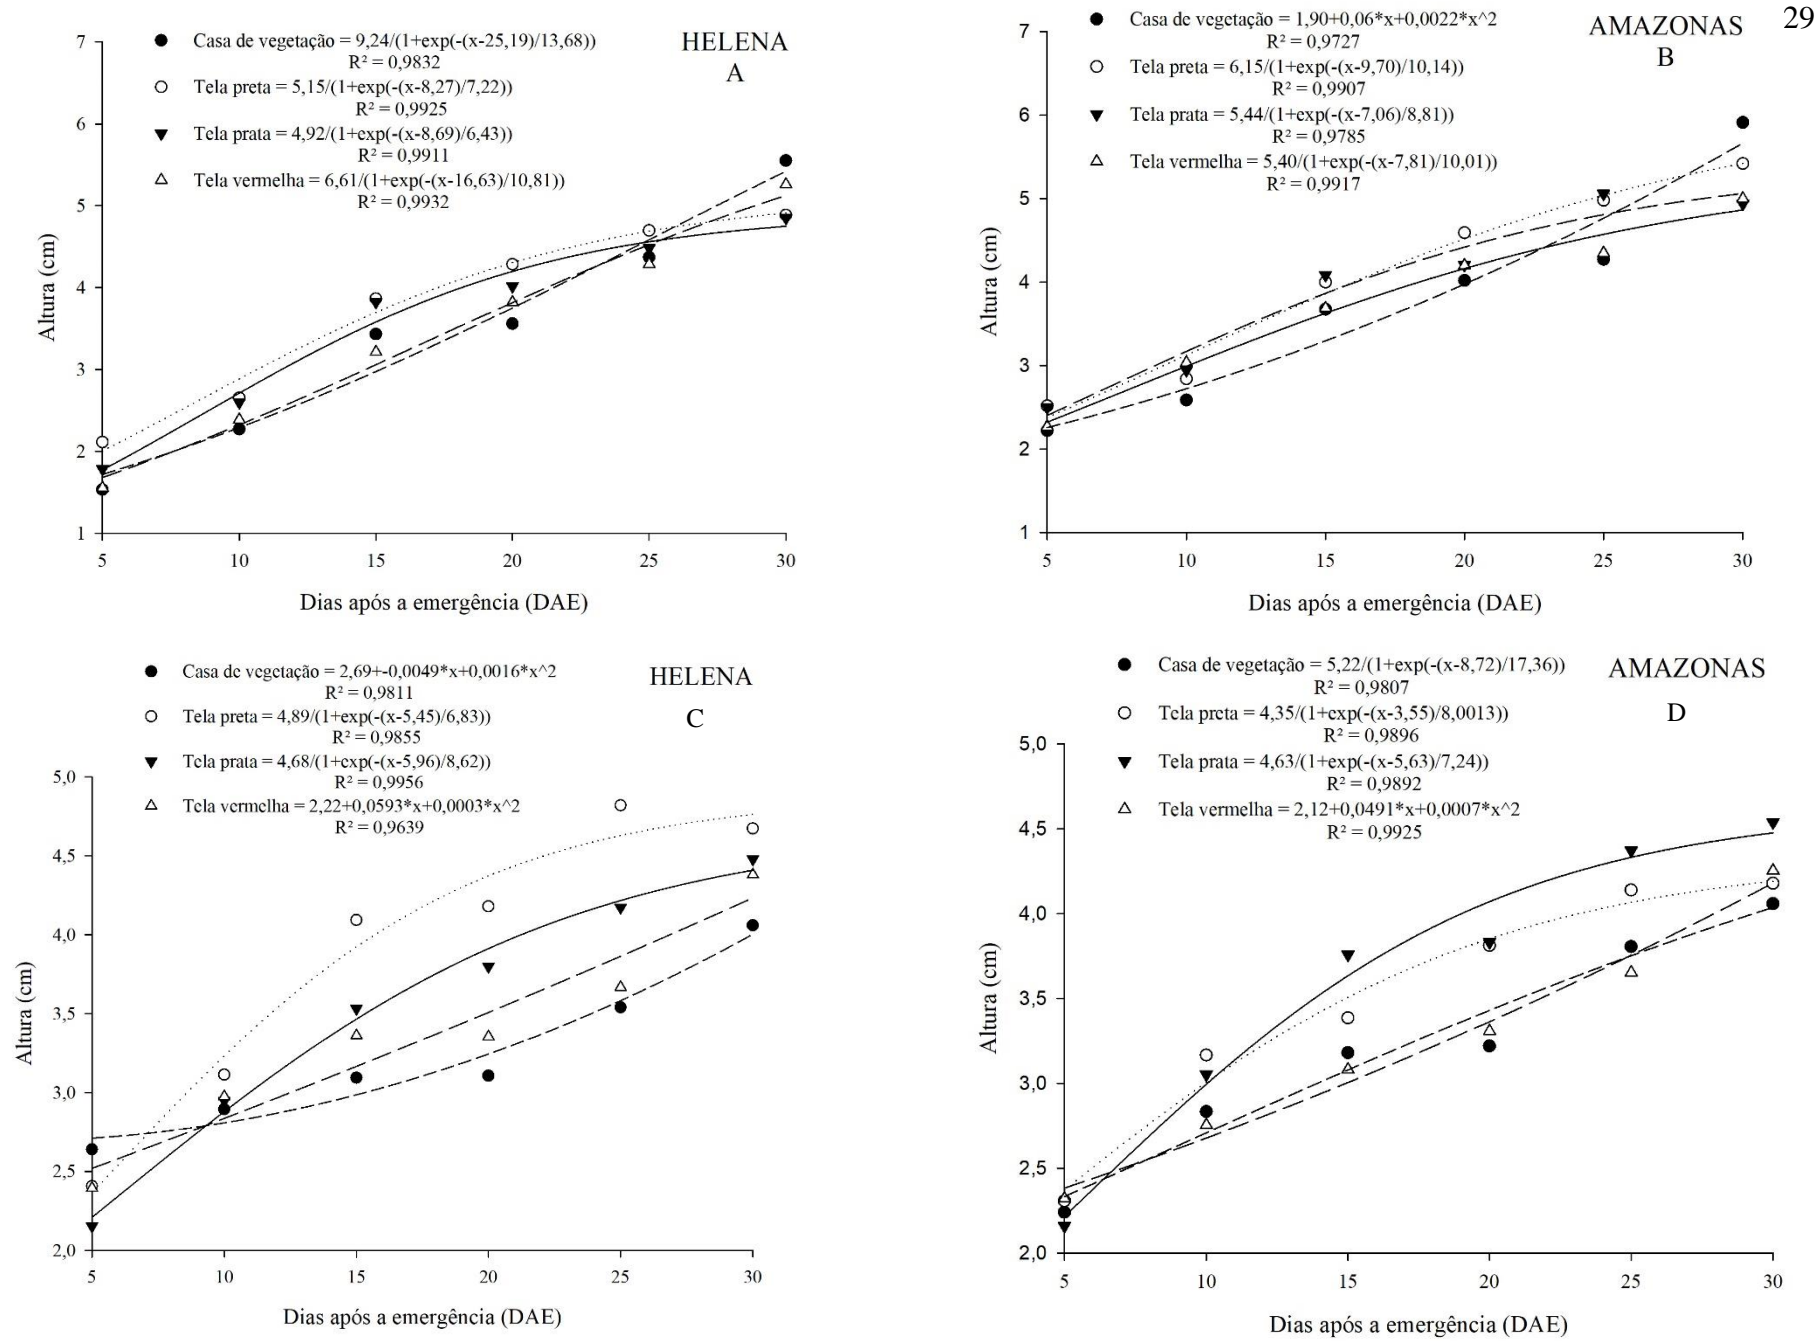 29
Casa de vegetação = 9,24/(1+exp(-(x-25,19)/13,68))
R² = 0,9832
Tela preta = 5,15/(1+exp(-(x-8,27)/7,22))
R² = 0,9925
Tela prata = 4,92/(1+exp(-(x-8,69)/6,43))
R² = 0,9911
Tela vermelha = 6,61/(1+exp(-(x-16,63)/10,81))
R² = 0,9932
HELENA
A
7
6
5
4
3
2
1
Altura (cm)
5 10 15 20 25 30
Dias após a emergência (DAE)
Casa de vegetação = 1,90+0,06*x+0,0022*x^2
R² = 0,9727
Tela preta = 6,15/(1+exp(-(x-9,70)/10,14))
R² = 0,9907
Tela prata = 5,44/(1+exp(-(x-7,06)/8,81))
R² = 0,9785
Tela vermelha = 5,40/(1+exp(-(x-7,81)/10,01))
R² = 0,9917
AMAZONAS
B
7
6
5
4
3
2
1
Altura (cm)
5 10 15 20 25 30
Dias após a emergência (DAE)
Casa de vegetação = 2,69+-0,0049*x+0,0016*x^2
R² = 0,9811
Tela preta = 4,89/(1+exp(-(x-5,45)/6,83))
R² = 0,9855
Tela prata = 4,68/(1+exp(-(x-5,96)/8,62))
R² = 0,9956
Tela vermelha = 2,22+0,0593*x+0,0003*x^2
R² = 0,9639
HELENA
C
5,0
4,5
4,0
3,5
3,0
2,5
2,0
Altura (cm)
5 10 15 20 25 30
Dias após a emergência (DAE)
Casa de vegetação = 5,22/(1+exp(-(x-8,72)/17,36))
R² = 0,9807
Tela preta = 4,35/(1+exp(-(x-3,55)/8,0013))
R² = 0,9896
Tela prata = 4,63/(1+exp(-(x-5,63)/7,24))
R² = 0,9892
Tela vermelha = 2,12+0,0491*x+0,0007*x^2
R² = 0,9925
AMAZONAS
D
5,0
4,5
4,0
3,5
3,0
2,5
2,0
Altura (cm)
5 10 15 20 25 30
Dias após a emergência (DAE)